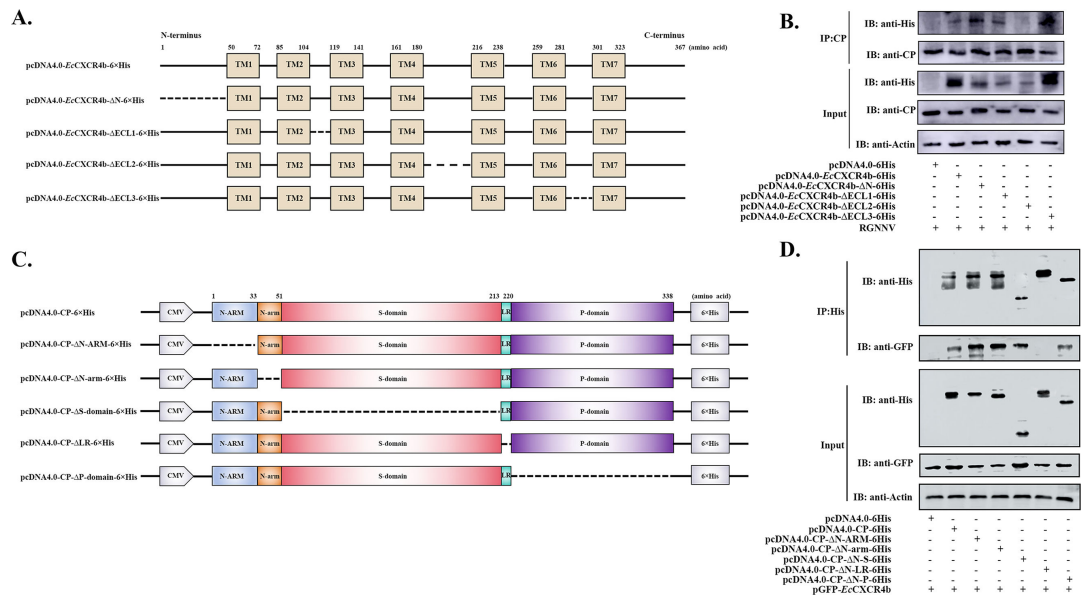 A.
N-terminus C-terminus
1 50 72 85 104 119 141 161 180 216 238 259 281 301 323 367 (amino acid)
pcDNA4.0-EcCXCR4b-6×His TM1 TM2 TM3 TM4 TM5 TM6 TM7
pcDNA4.0-EcCXCR4b-ΔN-6×His TM1 TM2 TM3 TM4 TM5 TM6 TM7
pcDNA4.0-EcCXCR4b-ΔECL1-6×His TM1 TM2 TM3 TM4 TM5 TM6 TM7
pcDNA4.0-EcCXCR4b-ΔECL2-6×His TM1 TM2 TM3 TM4 TM5 TM6 TM7
pcDNA4.0-EcCXCR4b-ΔECL3-6×His TM1 TM2 TM3 TM4 TM5 TM6 TM7
B.
IP:CP
IB: anti-His
IB: anti-CP
Input
IB: anti-His
IB: anti-CP
IB: anti-Actin
pcDNA4.0-6His + - - - - -
pcDNA4.0-EcCXCR4b-6His - + - - - -
pcDNA4.0-EcCXCR4b-ΔN-6His - - + - - -
pcDNA4.0-EcCXCR4b-ΔECL1-6His - - - + - -
pcDNA4.0-EcCXCR4b-ΔECL2-6His - - - - + -
pcDNA4.0-EcCXCR4b-ΔECL3-6His - - - - - +
RGNNV + + + + + +
C.
1 33 51 213 220 338 (amino acid)
pcDNA4.0-CP-6×His CMV N-ARM N-arm S-domain LR P-domain 6×His
pcDNA4.0-CP-ΔN-ARM-6×His CMV N-arm S-domain LR P-domain 6×His
pcDNA4.0-CP-ΔN-arm-6×His CMV N-ARM S-domain LR P-domain 6×His
pcDNA4.0-CP-ΔS-domain-6×His CMV N-ARM N-arm LR P-domain 6×His
pcDNA4.0-CP-ΔLR-6×His CMV N-ARM N-arm S-domain P-domain 6×His
pcDNA4.0-CP-ΔP-domain-6×His CMV N-ARM N-arm S-domain LR 6×His
D.
IP:His
IB: anti-His
IB: anti-GFP
Input
IB: anti-His
IB: anti-GFP
IB: anti-Actin
pcDNA4.0-6His + - - - - - -
pcDNA4.0-CP-6His - + - - - - -
pcDNA4.0-CP-ΔN-ARM-6His - - + - - - -
pcDNA4.0-CP-ΔN-arm-6His - - - + - - -
pcDNA4.0-CP-ΔN-S-6His - - - - + - -
pcDNA4.0-CP-ΔN-LR-6His - - - - - + -
pcDNA4.0-CP-ΔN-P-6His - - - - - - +
pGFP-EcCXCR4b + + + + + + +